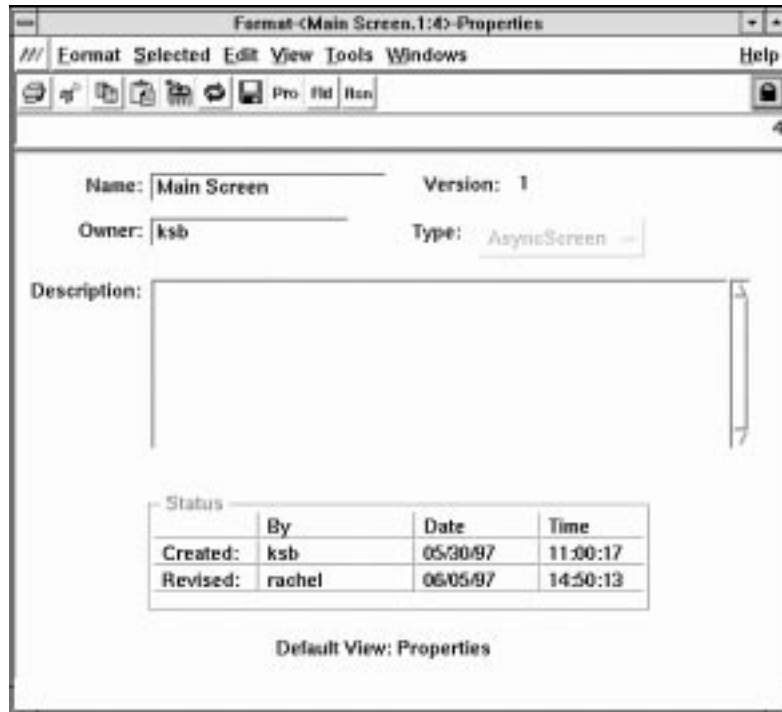 Format-<Main Screen.1:4>-Properties
/// Format Selected Edit View Tools Windows Help
Pro Fld Rsn
4
Name: Main Screen Version: 1
Owner: ksb Type: AsyncScreen
Description:
Status
By Date Time
Created: ksb 05/30/97 11:00:17
Revised: rachel 06/05/97 14:50:13
Default View: Properties